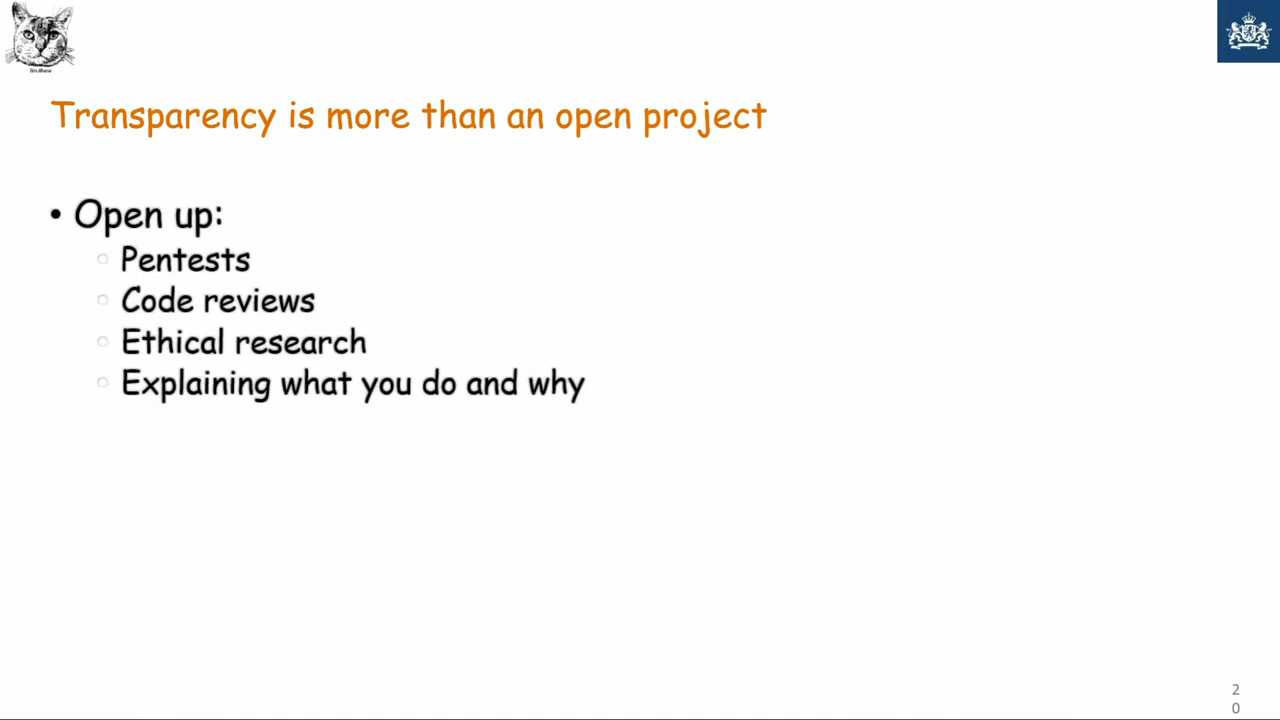 Transparency is more than an open project
• Open up:
Pentests
Code reviews
Ethical research
Explaining what you do and why
2
0